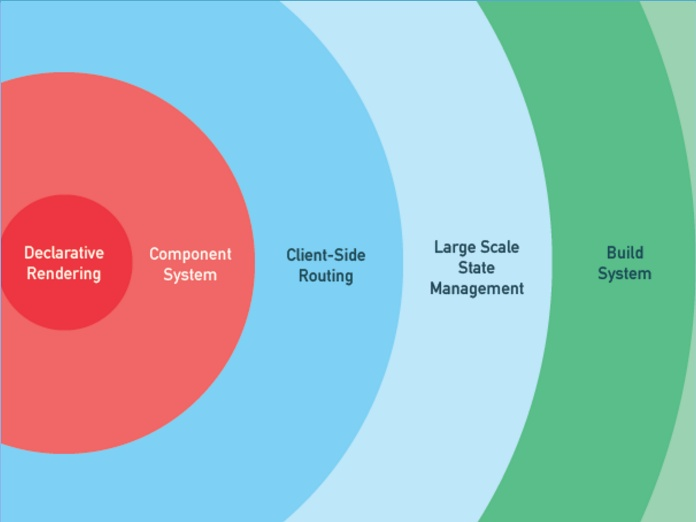 Declarative
Rendering
Component
System
Client-Side
Routing
Large Scale
State
Management
Build
System